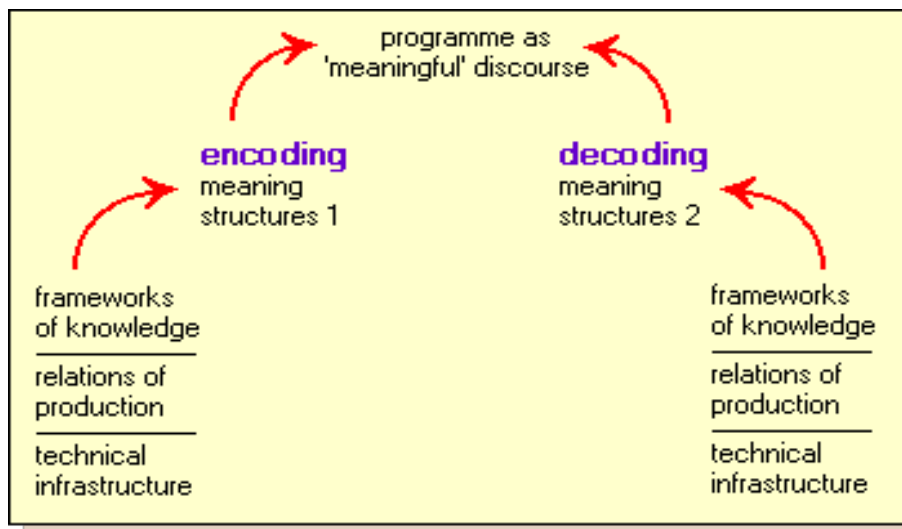 programme as
'meaningful' discourse
encoding
meaning
structures 1
decoding
meaning
structures 2
frameworks
of knowledge
relations of
production
technical
infrastructure
frameworks
of knowledge
relations of
production
technical
infrastructure